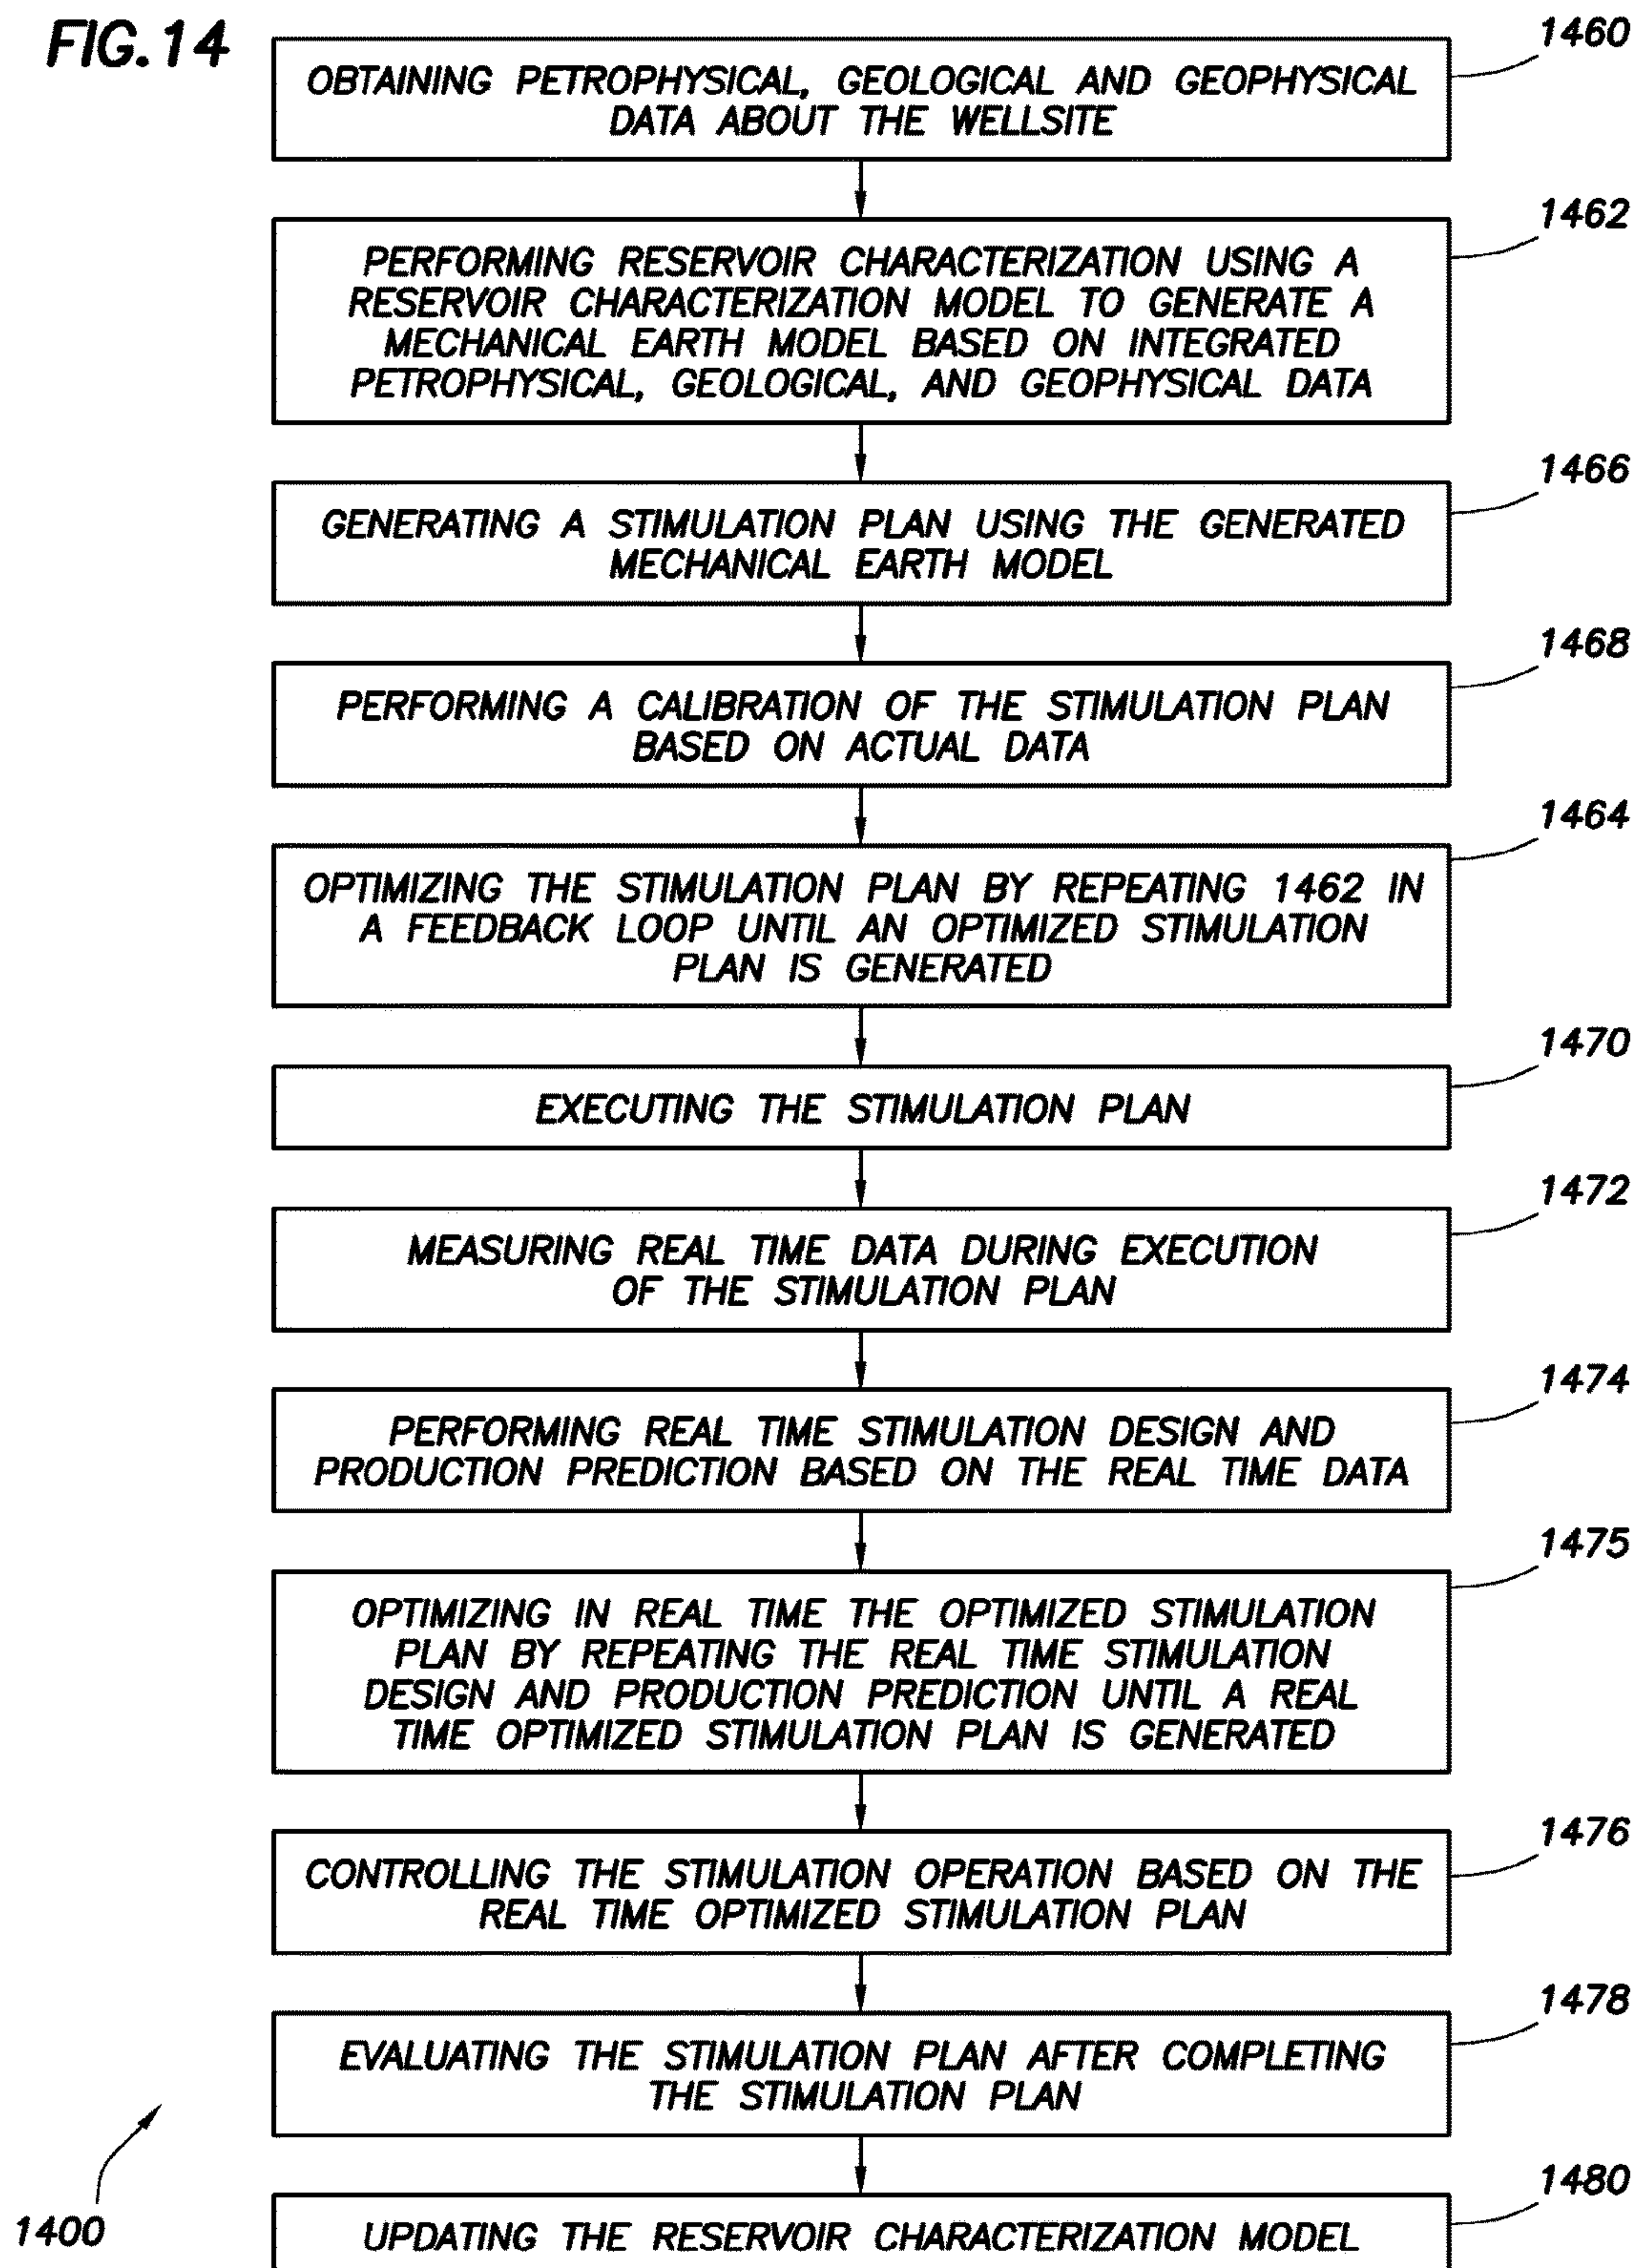 FIG.14
1460
OBTAINING PETROPHYSICAL, GEOLOGICAL AND GEOPHYSICAL
DATA ABOUT THE WELLSITE
1462
PERFORMING RESERVOIR CHARACTERIZATION USING A
RESERVOIR CHARACTERIZATION MODEL TO GENERATE A
MECHANICAL EARTH MODEL BASED ON INTEGRATED
PETROPHYSICAL, GEOLOGICAL, AND GEOPHYSICAL DATA
1466
GENERATING A STIMULATION PLAN USING THE GENERATED
MECHANICAL EARTH MODEL
1468
PERFORMING A CALIBRATION OF THE STIMULATION PLAN
BASED ON ACTUAL DATA
1464
OPTIMIZING THE STIMULATION PLAN BY REPEATING 1462 IN
A FEEDBACK LOOP UNTIL AN OPTIMIZED STIMULATION
PLAN IS GENERATED
1470
EXECUTING THE STIMULATION PLAN
1472
MEASURING REAL TIME DATA DURING EXECUTION
OF THE STIMULATION PLAN
1474
PERFORMING REAL TIME STIMULATION DESIGN AND
PRODUCTION PREDICTION BASED ON THE REAL TIME DATA
1475
OPTIMIZING IN REAL TIME THE OPTIMIZED STIMULATION
PLAN BY REPEATING THE REAL TIME STIMULATION
DESIGN AND PRODUCTION PREDICTION UNTIL A REAL
TIME OPTIMIZED STIMULATION PLAN IS GENERATED
1476
CONTROLLING THE STIMULATION OPERATION BASED ON THE
REAL TIME OPTIMIZED STIMULATION PLAN
1478
EVALUATING THE STIMULATION PLAN AFTER COMPLETING
THE STIMULATION PLAN
1480
UPDATING THE RESERVOIR CHARACTERIZATION MODEL
1400